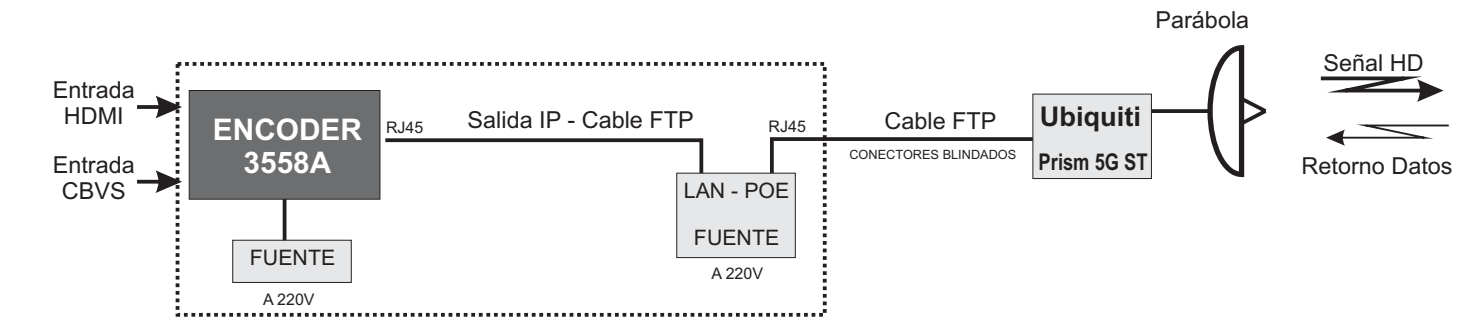 Parábola
Entrada
HDMI
Entrada
CBVS
ENCODER
3558A
RJ45
Salida IP - Cable FTP
RJ45
Cable FTP
CONECTORES BLINDADOS
Ubiquiti
Prism 5G ST
Señal HD
Retorno Datos
LAN - POE
FUENTE
A 220V
FUENTE
A 220V